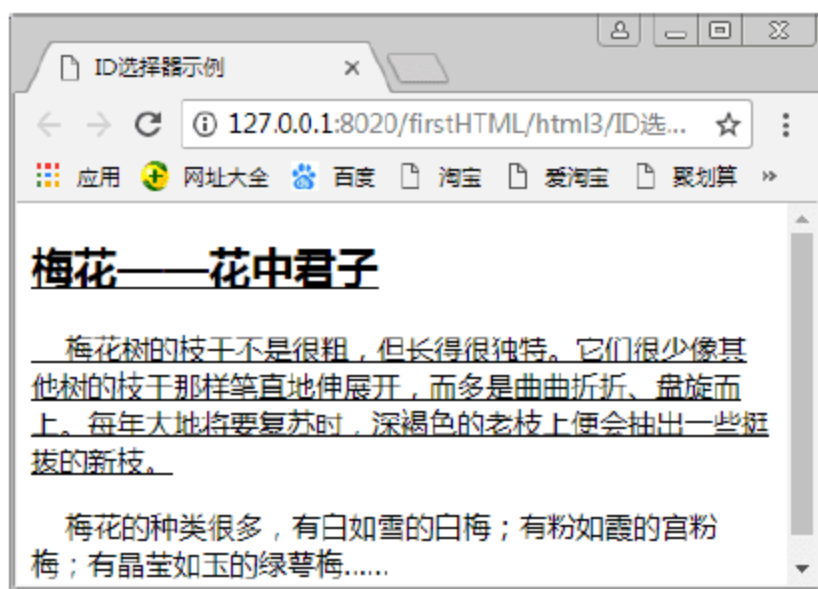 ID选择器示例
127.0.0.1:8020/firstHTML/html3/ID选...
应用 网址大全 百度 淘宝 爱淘宝 聚划算 »
梅花——花中君子
梅花树的枝干不是很粗，但长得很独特。它们很少像其
他树的枝干那样笔直地伸展开，而多是曲曲折折、盘旋而
上。每年大地将要复苏时，深褐色的老枝上便会抽出一些挺
拔的新枝。
梅花的种类很多，有白如雪的白梅；有粉如霞的宫粉
梅；有晶莹如玉的绿萼梅……